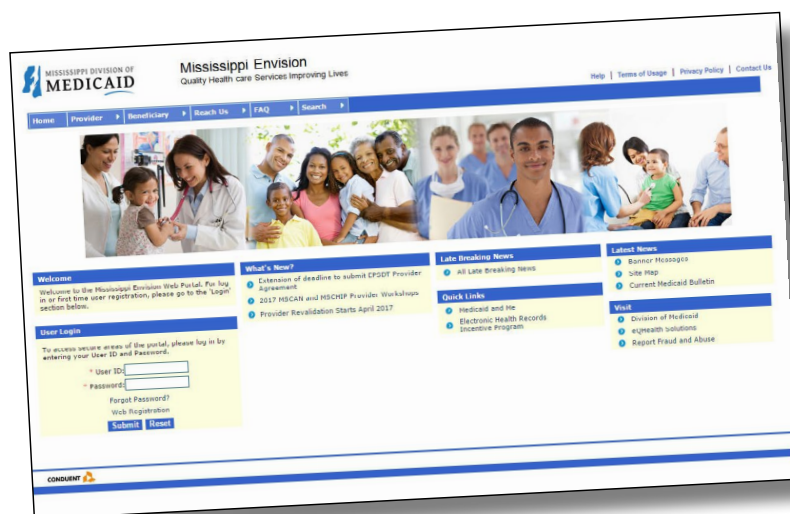 MISSISSIPPI DIVISION OF
MEDICAID
Mississippi Envision
Quality Health care Services Improving Lives
Help | Terms of Usage | Privacy Policy | Contact Us
Home Provider Beneficiary Reach Us FAQ Search
Welcome
Welcome to the Mississippi Envision Web Portal. For log
in or first time user registration, please go to the 'Login'
section below.
User Login
To access secure areas of the portal, please log in by
entering your User ID and Password.
* User ID:
* Password:
Forgot Password?
Web Registration
Submit Reset
What's New?
Extension of deadline to submit EPSDT Provider
Agreement
2017 MSCAN and MSCHIP Provider Workshops
Provider Revalidation Starts April 2017
Late Breaking News
All Late Breaking News
Quick Links
Medicaid and Me
Electronic Health Records
Incentive Program
Latest News
Banner Messages
Site Map
Current Medicaid Bulletin
Visit
Division of Medicaid
eQHealth Solutions
Report Fraud and Abuse
CONDUENT